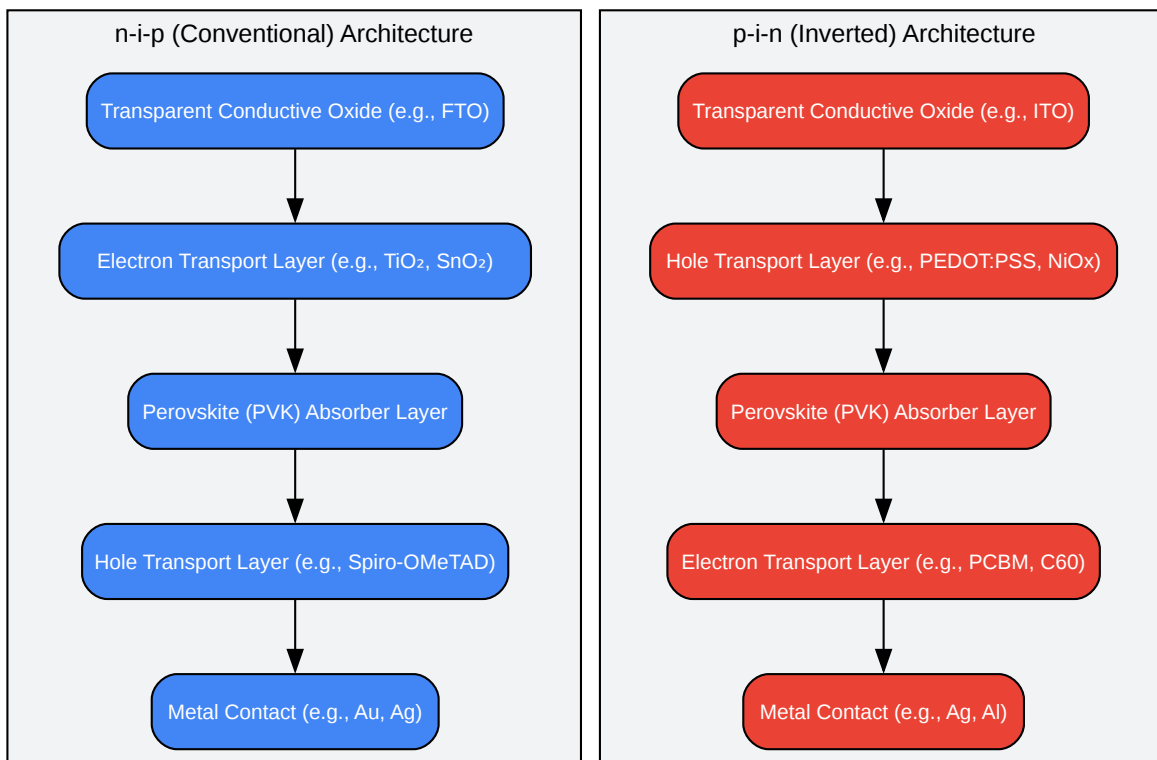 n-i-p (Conventional) Architecture
Transparent Conductive Oxide (e.g., FTO)
Electron Transport Layer (e.g., TiO₂, SnO₂)
Perovskite (PVK) Absorber Layer
Hole Transport Layer (e.g., Spiro-OMeTAD)
Metal Contact (e.g., Au, Ag)
p-i-n (Inverted) Architecture
Transparent Conductive Oxide (e.g., ITO)
Hole Transport Layer (e.g., PEDOT:PSS, NiOx)
Perovskite (PVK) Absorber Layer
Electron Transport Layer (e.g., PCBM, C60)
Metal Contact (e.g., Ag, Al)